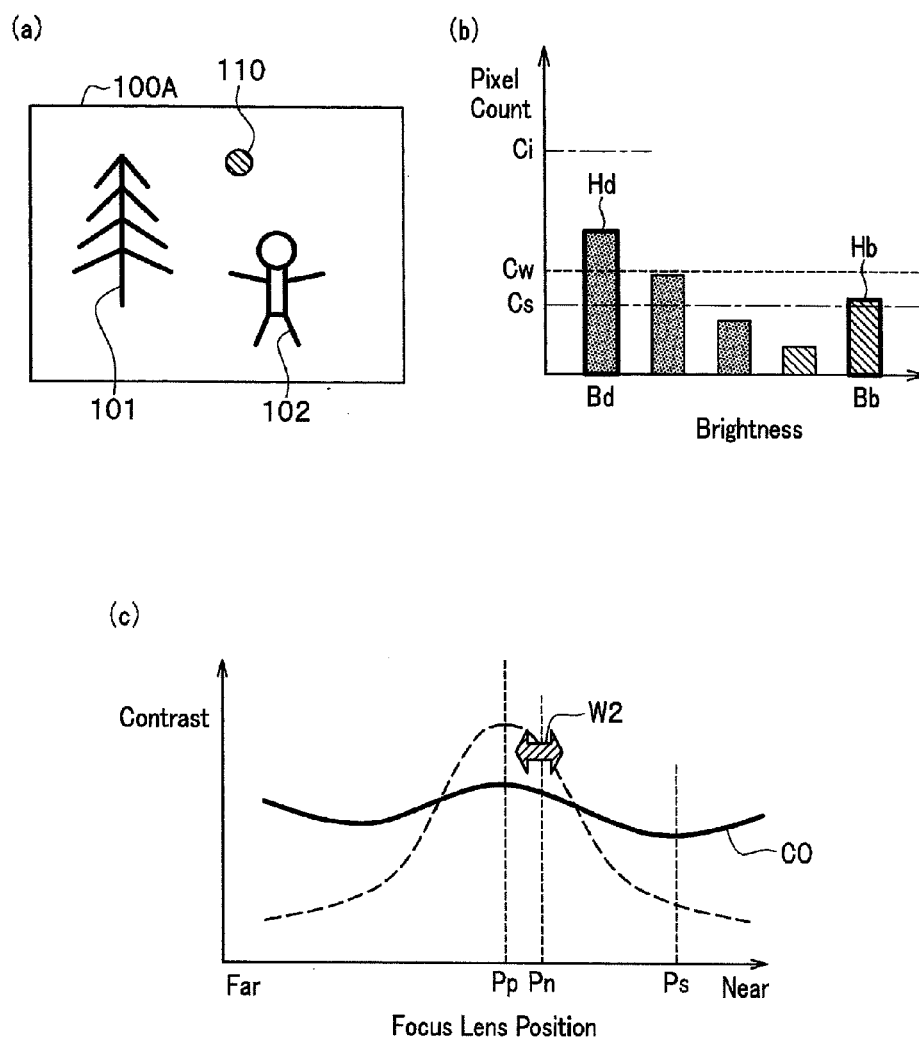 (a)
110
100A
101
102
(b)
Pixel
Count
Ci
Hd
Cw
Hb
Cs
Bd
Bb
Brightness
(c)
Contrast
W2
CO
Far
Pp
Pn
Ps
Near
Focus Lens Position